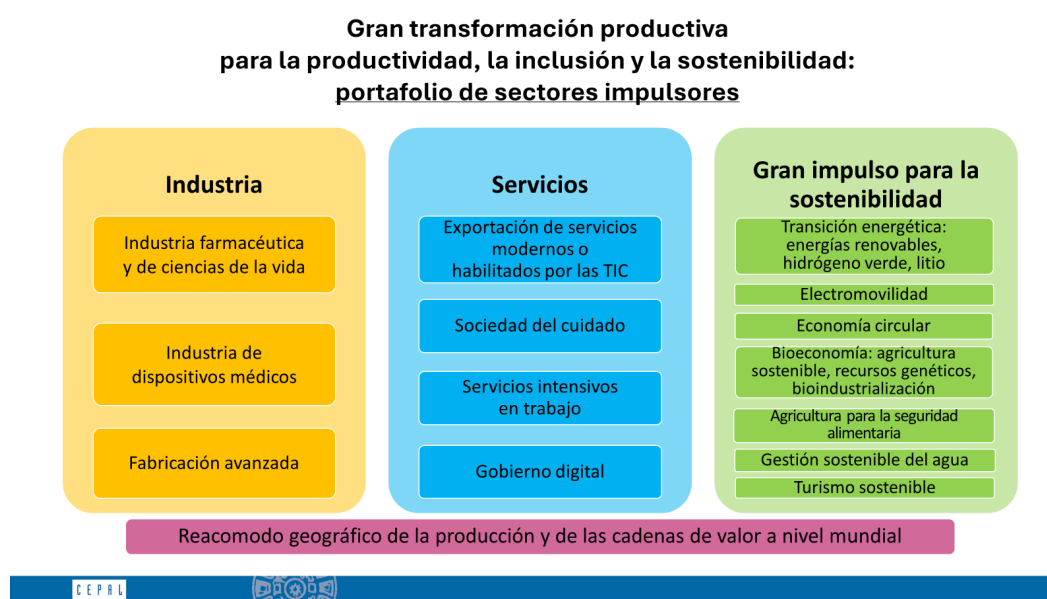 Gran transformación productiva
para la productividad, la inclusión y la sostenibilidad:
portafolio de sectores impulsores
Industria
Industria farmacéutica
y de ciencias de la vida
Industria de
dispositivos médicos
Fabricación avanzada
Servicios
Exportación de servicios
modernos o
habilitados por las TIC
Sociedad del cuidado
Servicios intensivos
en trabajo
Gobierno digital
Gran impulso para la
sostenibilidad
Transición energética:
energías renovables,
hidrógeno verde, litio
Electromovilidad
Economía circular
Bioeconomía: agricultura
sostenible, recursos genéticos,
bioindustrialización
Agricultura para la seguridad
alimentaria
Gestión sostenible del agua
Turismo sostenible
Reacomodo geográfico de la producción y de las cadenas de valor a nivel mundial
CEPAL